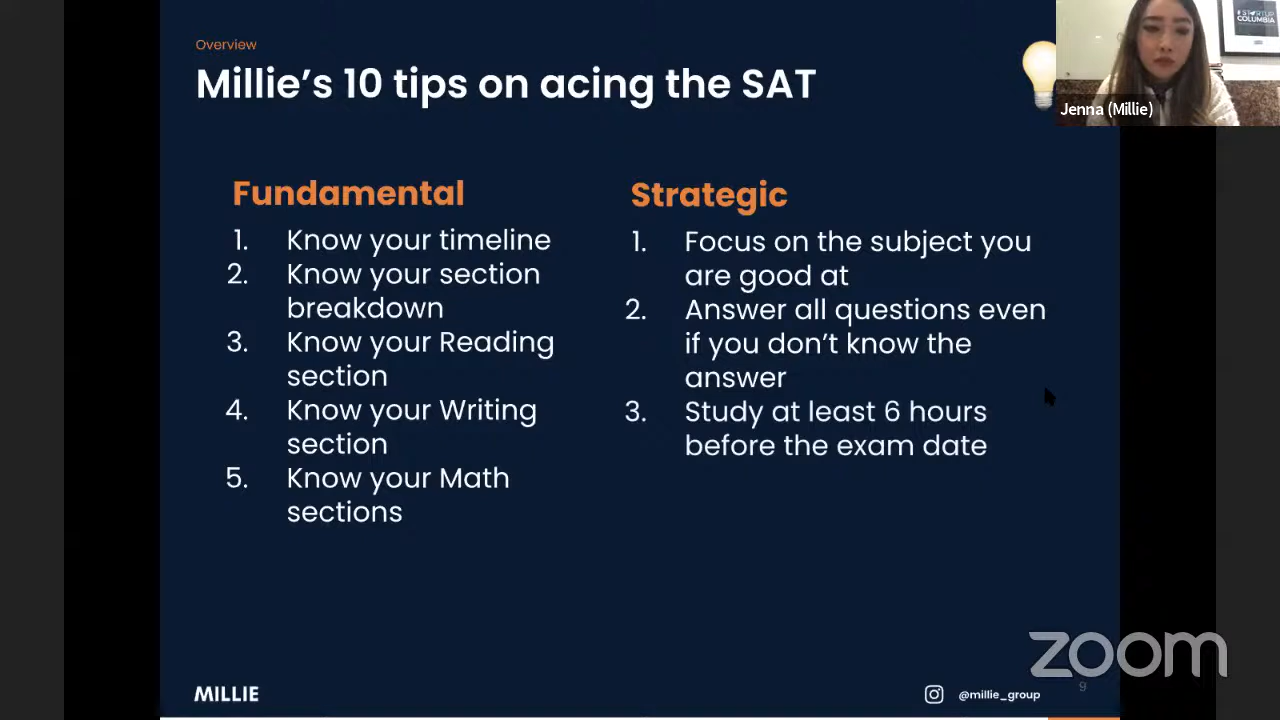 Overview
Millie's 10 tips on acing the SAT
#STARTUP
COLUMBIA
Jenna (Millie)
Fundamental
1. Know your timeline
2. Know your section
breakdown
3. Know your Reading
section
4. Know your Writing
section
5. Know your Math
sections
Strategic
1. Focus on the subject you
are good at
2. Answer all questions even
if you don't know the
answer
3. Study at least 6 hours
before the exam date
zoom
MILLIE
@millie_group
9